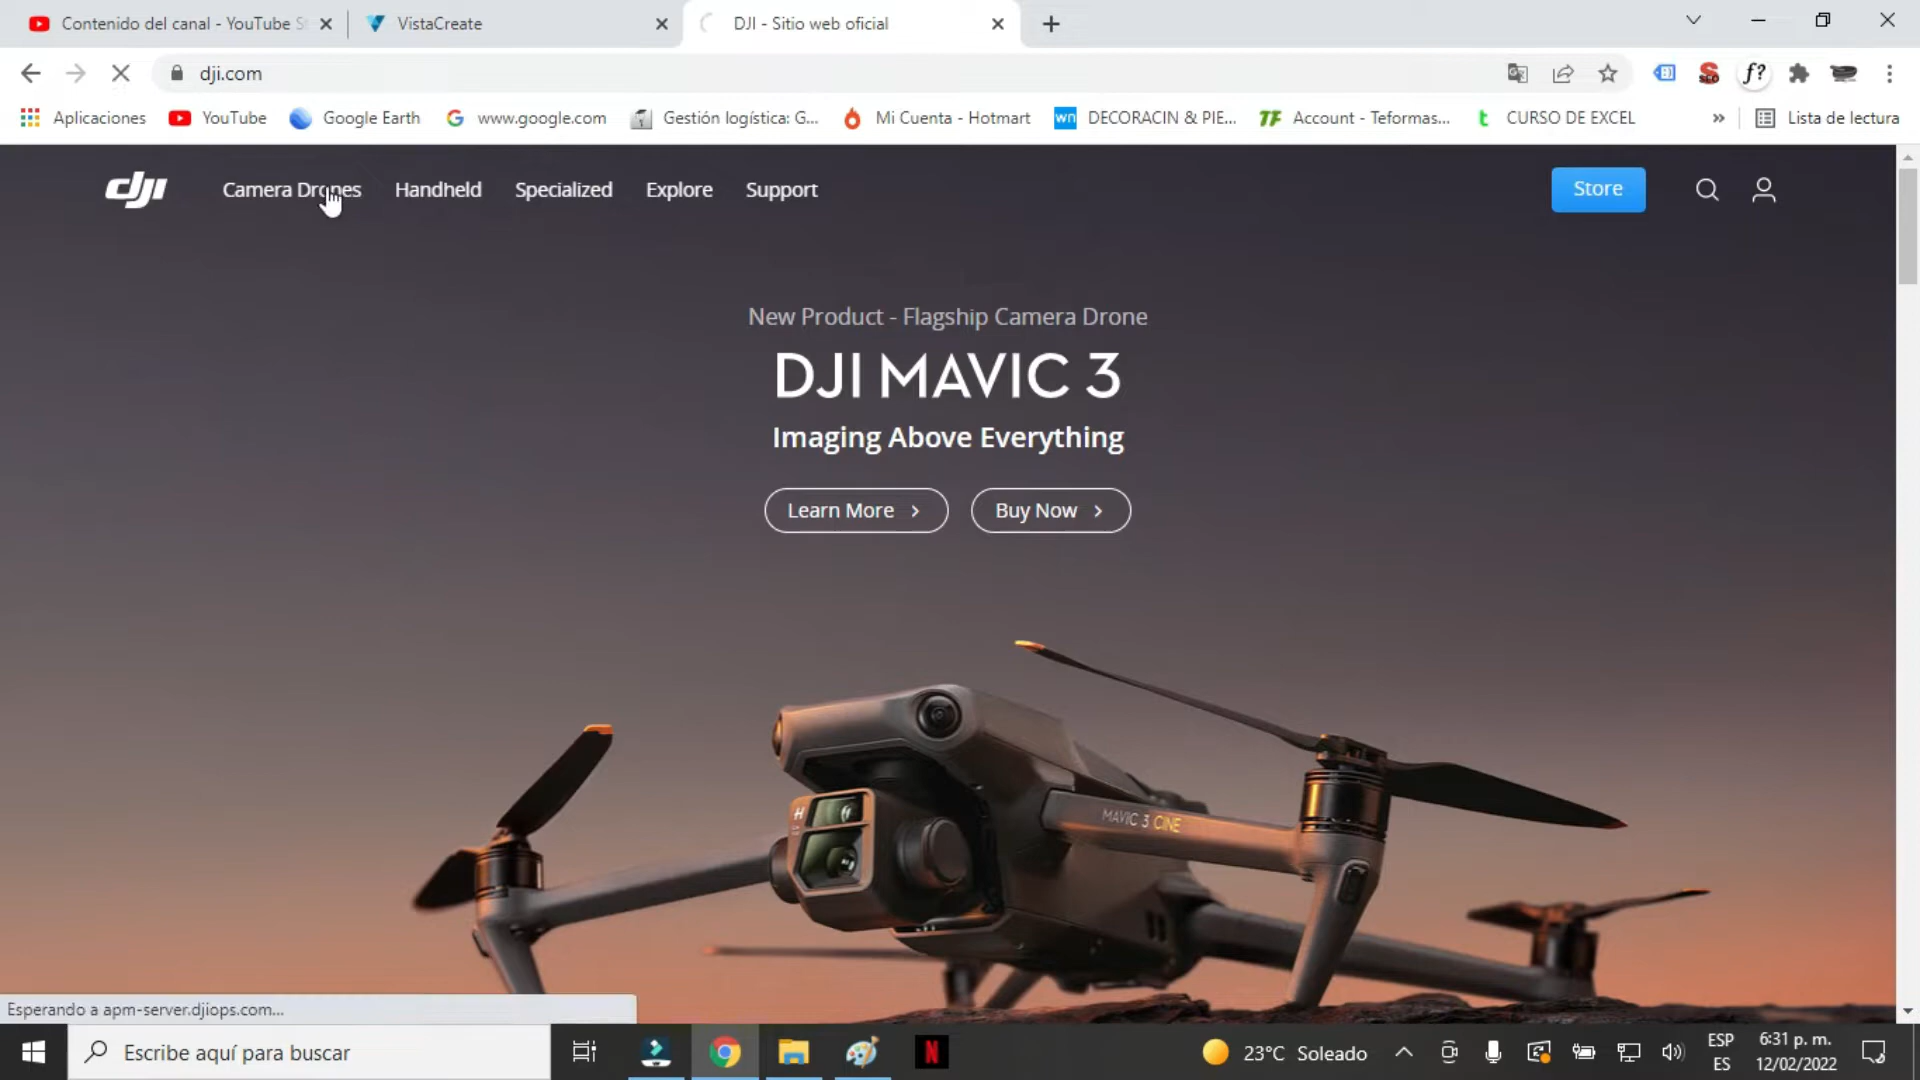 Contenido del canal - YouTube S
VistaCreate
DJI - Sitio web oficial
dji.com
Aplicaciones
YouTube
Google Earth
www.google.com
Gestión logística: G...
Mi Cuenta - Hotmart
DECORACIN & PIE...
Account - Teformas...
CURSO DE EXCEL
Lista de lectura
dji
Camera Drones
Handheld
Specialized
Explore
Support
Store
New Product - Flagship Camera Drone
DJI MAVIC 3
Imaging Above Everything
Learn More
Buy Now
MAVIC 3 CINE
Esperando a apm-server.djiops.com...
Escribe aquí para buscar
23°C Soleado
ESP
ES
6:31 p. m.
12/02/2022